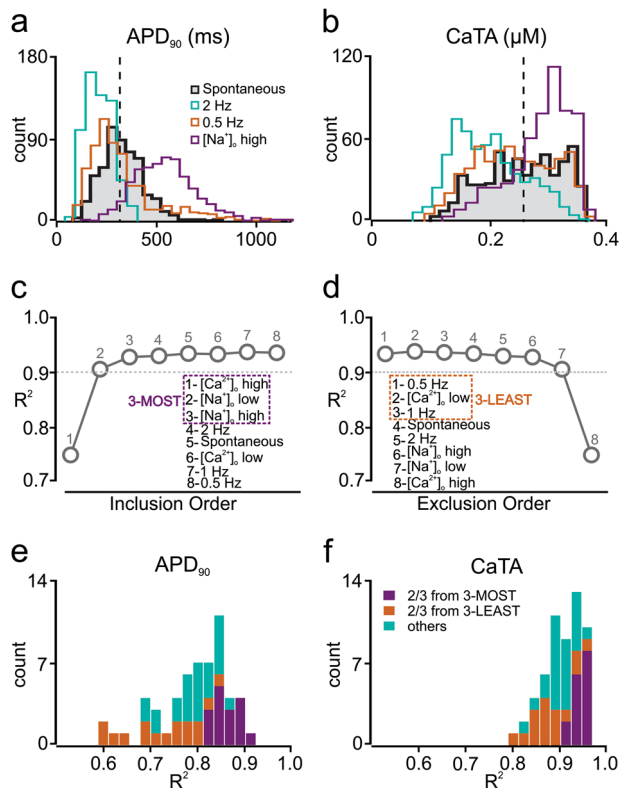 a
APD₉₀ (ms)
180
90
0
count
Spontaneous
2 Hz
0.5 Hz
[Na⁺]ₒ high
0
500
1000
b
CaTA (µM)
120
60
0
count
0
0.2
0.4
c
1.0
0.9
0.8
0.7
R²
1
2
3
4
5
6
7
8
3-MOST
1- [Ca²⁺]ₒ high
2- [Na⁺]ₒ low
3- [Na⁺]ₒ high
4- 2 Hz
5- Spontaneous
6- [Ca²⁺]ₒ low
7- 1 Hz
8- 0.5 Hz
Inclusion Order
d
1.0
0.9
0.8
0.7
R²
1
2
3
4
5
6
7
8
1- 0.5 Hz
2- [Ca²⁺]ₒ low
3- 1 Hz
3-LEAST
4- Spontaneous
5- 2 Hz
6- [Na⁺]ₒ high
7- [Na⁺]ₒ low
8- [Ca²⁺]ₒ high
Exclusion Order
e
APD₉₀
14
7
0
count
0.6
0.7
0.8
0.9
1.0
R²
f
CaTA
14
7
0
count
2/3 from 3-MOST
2/3 from 3-LEAST
others
0.6
0.7
0.8
0.9
1.0
R²